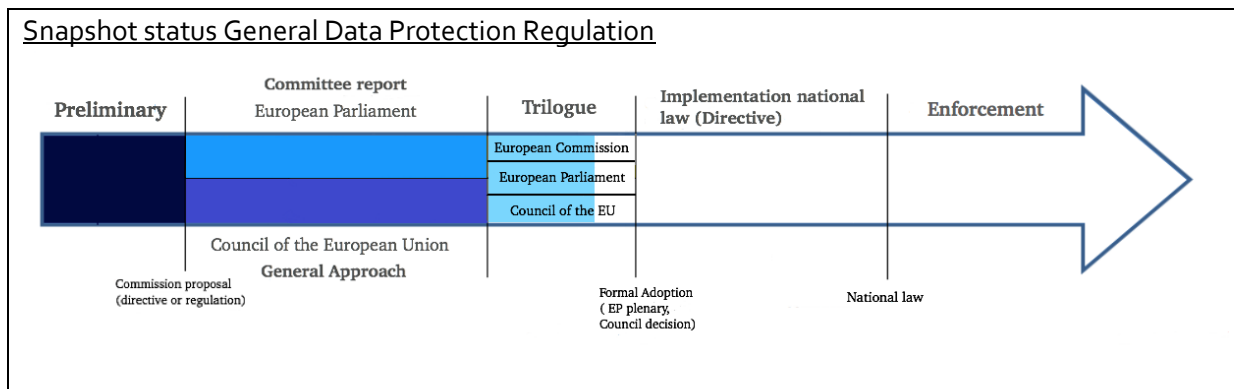 Snapshot status General Data Protection Regulation
Preliminary
Committee report
European Parliament
Trilogue
Implementation national
law (Directive)
Enforcement
European Commission
European Parliament
Council of the EU
Council of the European Union
General Approach
Commission proposal
(directive or regulation)
Formal Adoption
( EP plenary,
Council decision)
National law